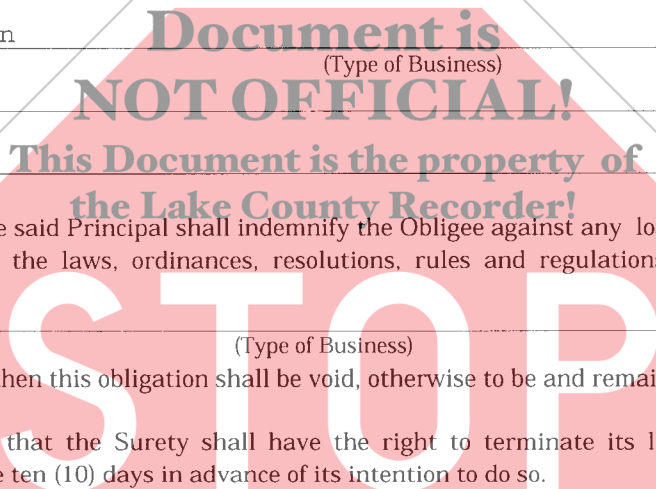 n
Document is
(Type of Business)
NOT OFFICIAL!
This Document is the property of
the Lake County Recorder!
e said Principal shall indemnify the Obligee against any lo
the laws, ordinances, resolutions, rules and regulations
STOP
(Type of Business)
hen this obligation shall be void, otherwise to be and remai
that the Surety shall have the right to terminate its l
e ten (10) days in advance of its intention to do so.